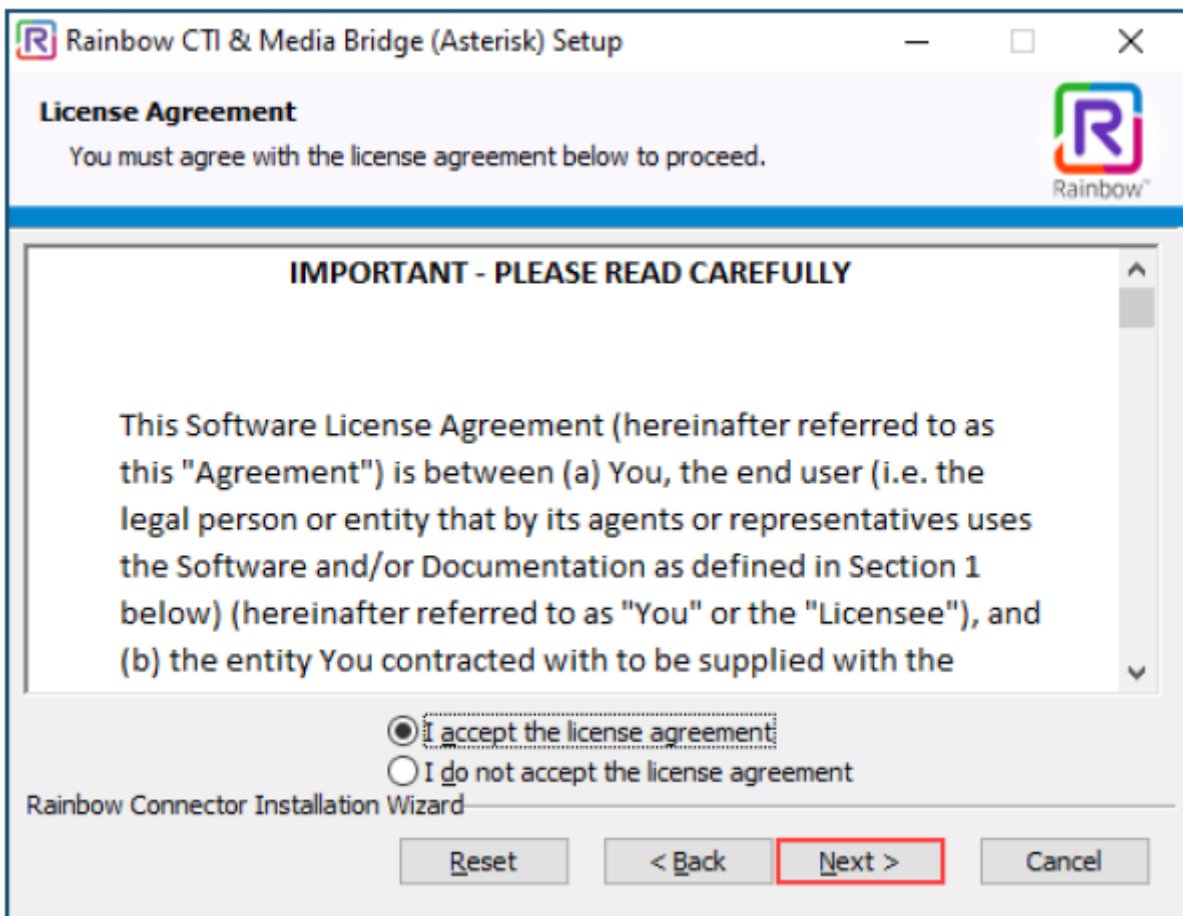 Rainbow CTI & Media Bridge (Asterisk) Setup
License Agreement
You must agree with the license agreement below to proceed.
R
Rainbow™
IMPORTANT - PLEASE READ CAREFULLY
This Software License Agreement (hereinafter referred to as
this "Agreement") is between (a) You, the end user (i.e. the
legal person or entity that by its agents or representatives uses
the Software and/or Documentation as defined in Section 1
below) (hereinafter referred to as "You" or the "Licensee"), and
(b) the entity You contracted with to be supplied with the
I accept the license agreement
I do not accept the license agreement
Rainbow Connector Installation Wizard
Reset
< Back
Next >
Cancel